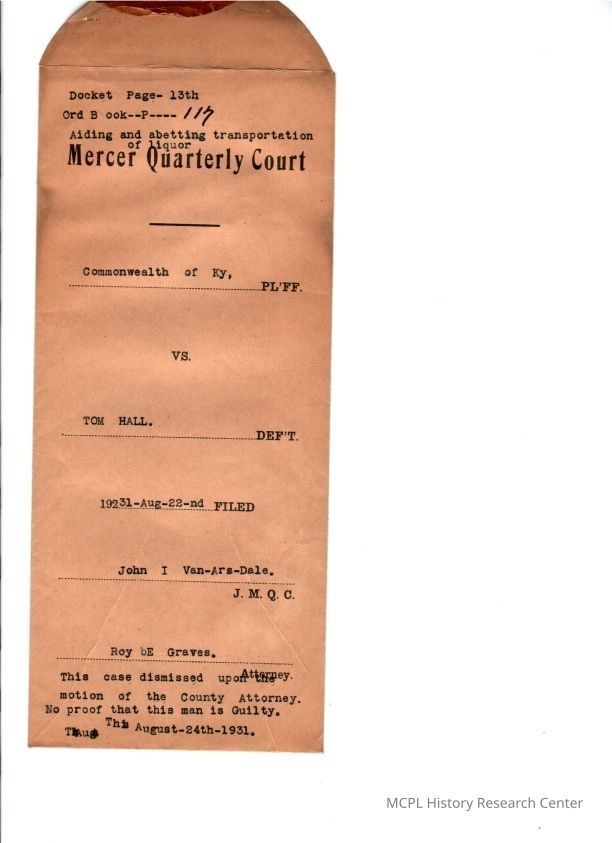 Docket Page- 13th
Ord B ook--P---- 117
Aiding and abetting transportation
of liquor
Mercer Quarterly Court
Commonwealth of Ky,
PL'FF.
VS.
TOM HALL.
DEF'T.
19231-Aug-22-nd FILED
John I Van-Ars-Dale.
J. M. Q. C.
Roy bE Graves.
Attorney.
This case dismissed upon the
motion of the County Attorney.
No proof that this man is Guilty.
This August-24th-1931.
MCPL History Research Center